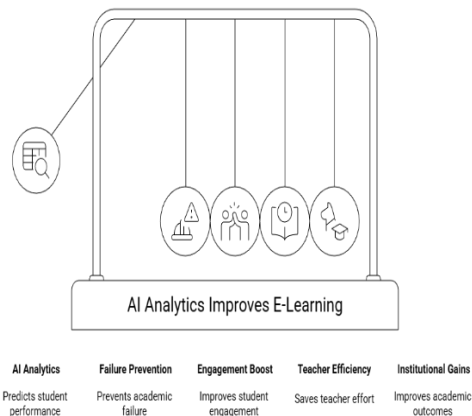 AI Analytics Improves E-Learning
AI Analytics
Predicts student
performance
Failure Prevention
Prevents academic
failure
Engagement Boost
Improves student
engagement
Teacher Efficiency
Saves teacher effort
Institutional Gains
Improves academic
outcomes